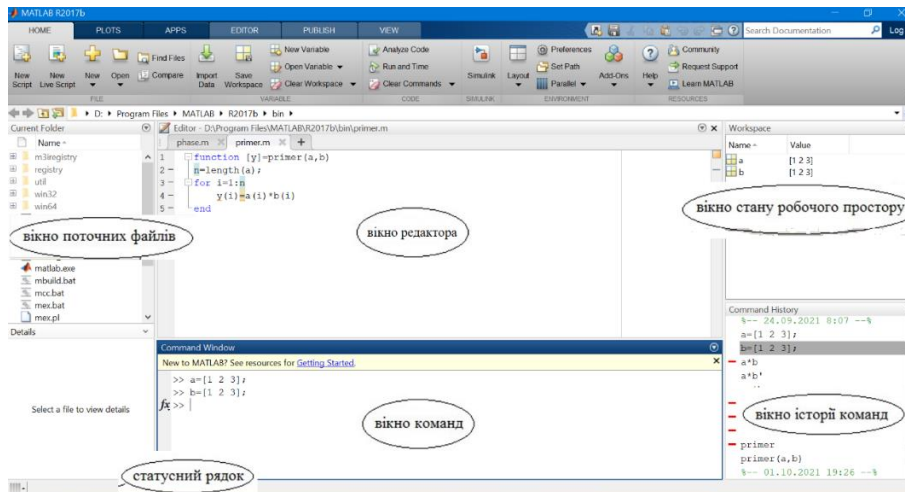 MATLAB R2017b
HOME PLOTS APPS EDITOR PUBLISH VIEW Search Documentation Log
New Script New Live Script New Open Find Files Compare Import Data Save Workspace New Variable Open Variable Clear Workspace Analyze Code Run and Time Clear Commands Simulink Layout Preferences Set Path Parallel Add-Ons Help Community Request Support Learn MATLAB
FILE VARIABLE CODE SIMULINK ENVIRONMENT RESOURCES
D: Program Files MATLAB R2017b bin
Current Folder
Name
m3iregistry
registry
util
win32
win64
вікно поточних файлів
matlab.exe
mbuild.bat
mcc.bat
mex.bat
mex.pl
Details
Select a file to view details
Editor - D:\Program Files\MATLAB\R2017b\bin\primer.m
phase.m primer.m
1 function [y]=primer(a,b)
2 n=length(a);
3 for i=1:n
4 y(i)=a(i)*b(i)
5 end
вікно редактора
Command Window
New to MATLAB? See resources for Getting Started.
>> a=[1 2 3];
>> b=[1 2 3];
fx >>
вікно команд
статусний рядок
Workspace
Name Value
a [1 2 3]
b [1 2 3]
вікно стану робочого простору
Command History
%-- 24.09.2021 8:07 --%
a=[1 2 3];
b=[1 2 3];
a*b
a*b'
вікно історії команд
primer
primer(a,b)
%-- 01.10.2021 19:26 --%